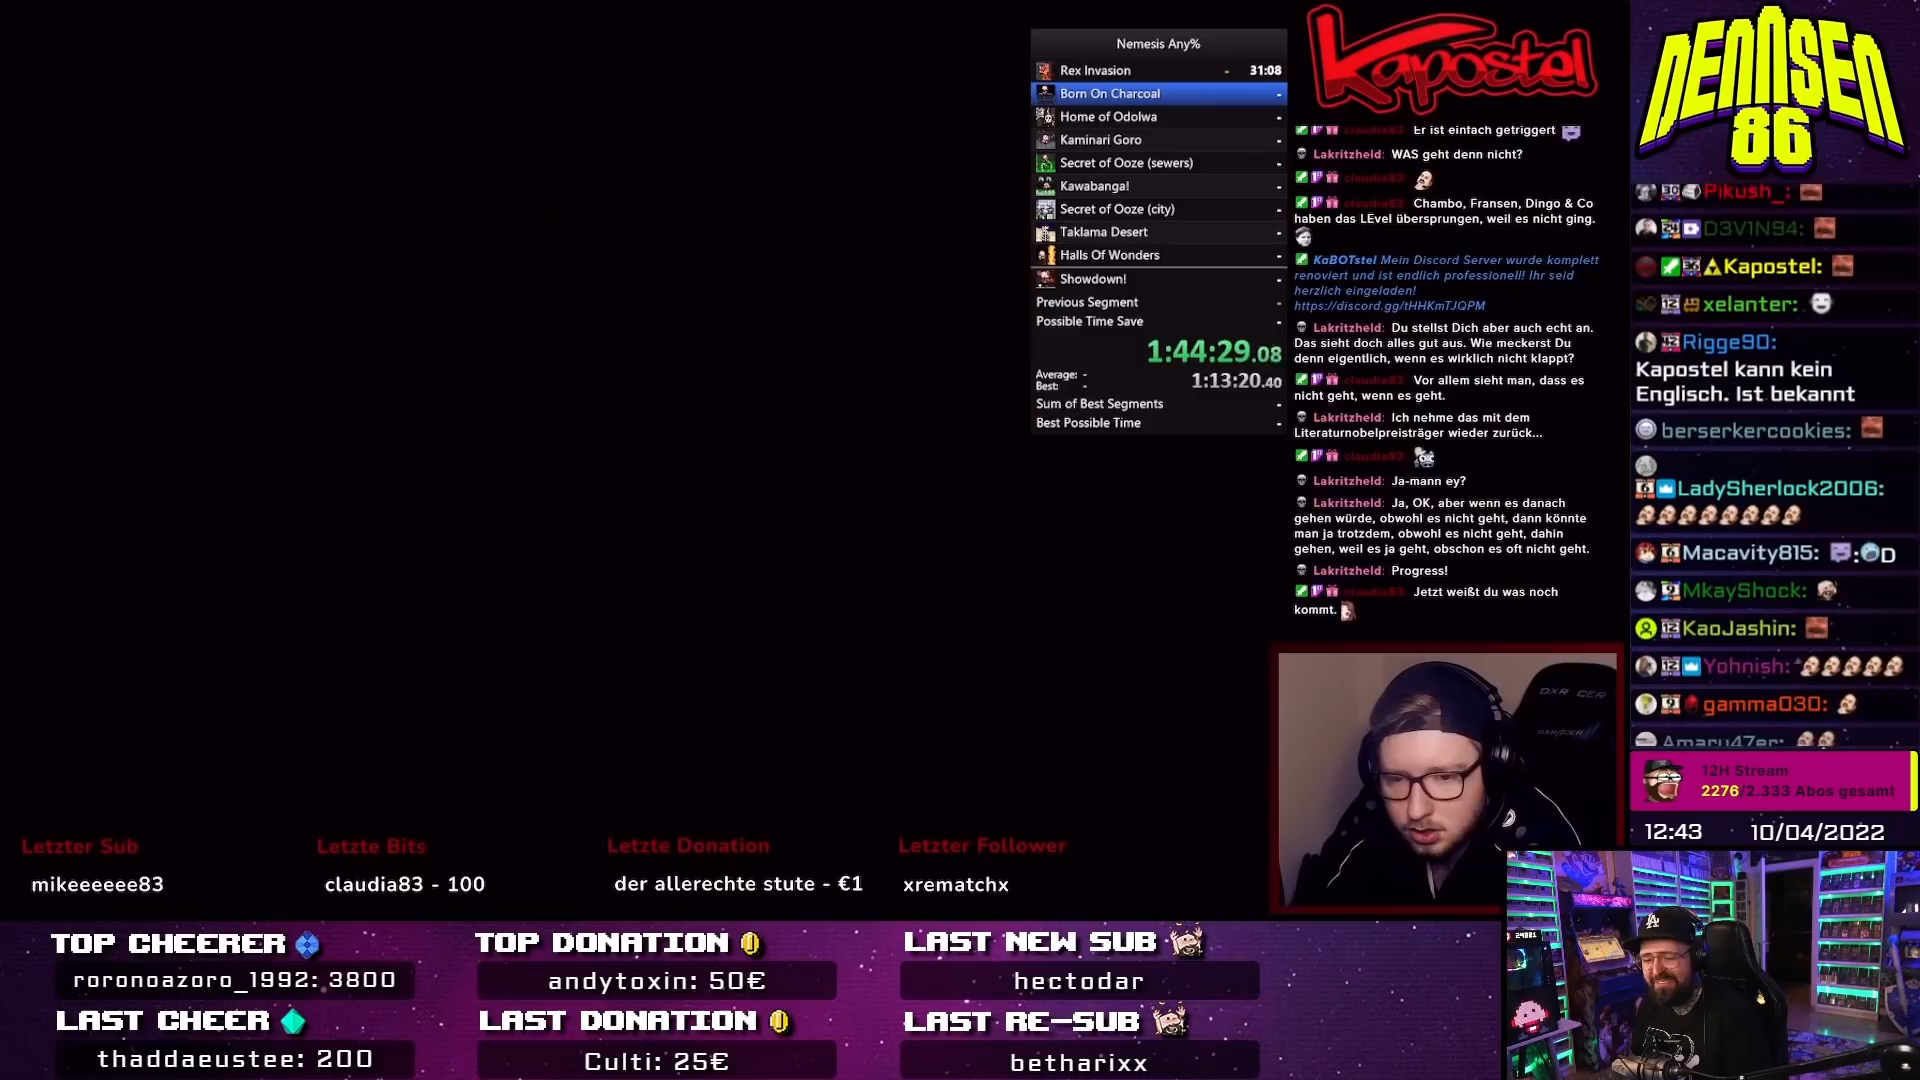 Nemesis Any%
Rex Invasion - 31:08
Born On Charcoal -
Home of Odolwa -
Kaminari Goro -
Secret of Ooze (sewers) -
Kawabanga! -
Secret of Ooze (city) -
Taklama Desert -
Halls Of Wonders -
Showdown! -
Previous Segment -
Possible Time Save -
1:44:29.08
Average: -
Best: -
1:13:20.40
Sum of Best Segments -
Best Possible Time -
Kapostel
claudia83 Er ist einfach getriggert
Lakritzheld: WAS geht denn nicht?
claudia83
claudia83 Chambo, Fransen, Dingo & Co
haben das LEvel übersprungen, weil es nicht ging.
KaBOTstel Mein Discord Server wurde komplett
renoviert und ist endlich professionell! Ihr seid
herzlich eingeladen!
https://discord.gg/tHHKmTJQPM
Lakritzheld: Du stellst Dich aber auch echt an.
Das sieht doch alles gut aus. Wie meckerst Du
denn eigentlich, wenn es wirklich nicht klappt?
claudia83 Vor allem sieht man, dass es
nicht geht, wenn es geht.
Lakritzheld: Ich nehme das mit dem
Literaturnobelpreisträger wieder zurück...
claudia83
Lakritzheld: Ja-mann ey?
Lakritzheld: Ja, OK, aber wenn es danach
gehen würde, obwohl es nicht geht, dann könnte
man ja trotzdem, obwohl es nicht geht, dahin
gehen, weil es ja geht, obschon es oft nicht geht.
Lakritzheld: Progress!
claudia83 Jetzt weißt du was noch
kommt.
DENNSEN
86
Pikush_:
D3V1N94:
Kapostel:
xelanter:
Rigge90:
Kapostel kann kein
Englisch. Ist bekannt
berserkercookies:
LadySherlock2006:
Macavity815: :D
MkayShock:
KaoJashin:
Yohnish:
gamma030:
Amaru47er:
12H Stream
2276/2.333 Abos gesamt
12:43 10/04/2022
Letzter Sub
mikeeeeee83
Letzte Bits
claudia83 - 100
Letzte Donation
der allerechte stute - €1
Letzter Follower
xrematchx
TOP CHEERER
roronoazoro_1992: 3800
LAST CHEER
thaddaeustee: 200
TOP DONATION
andytoxin: 50€
LAST DONATION
Culti: 25€
LAST NEW SUB
hectodar
LAST RE-SUB
betharixx